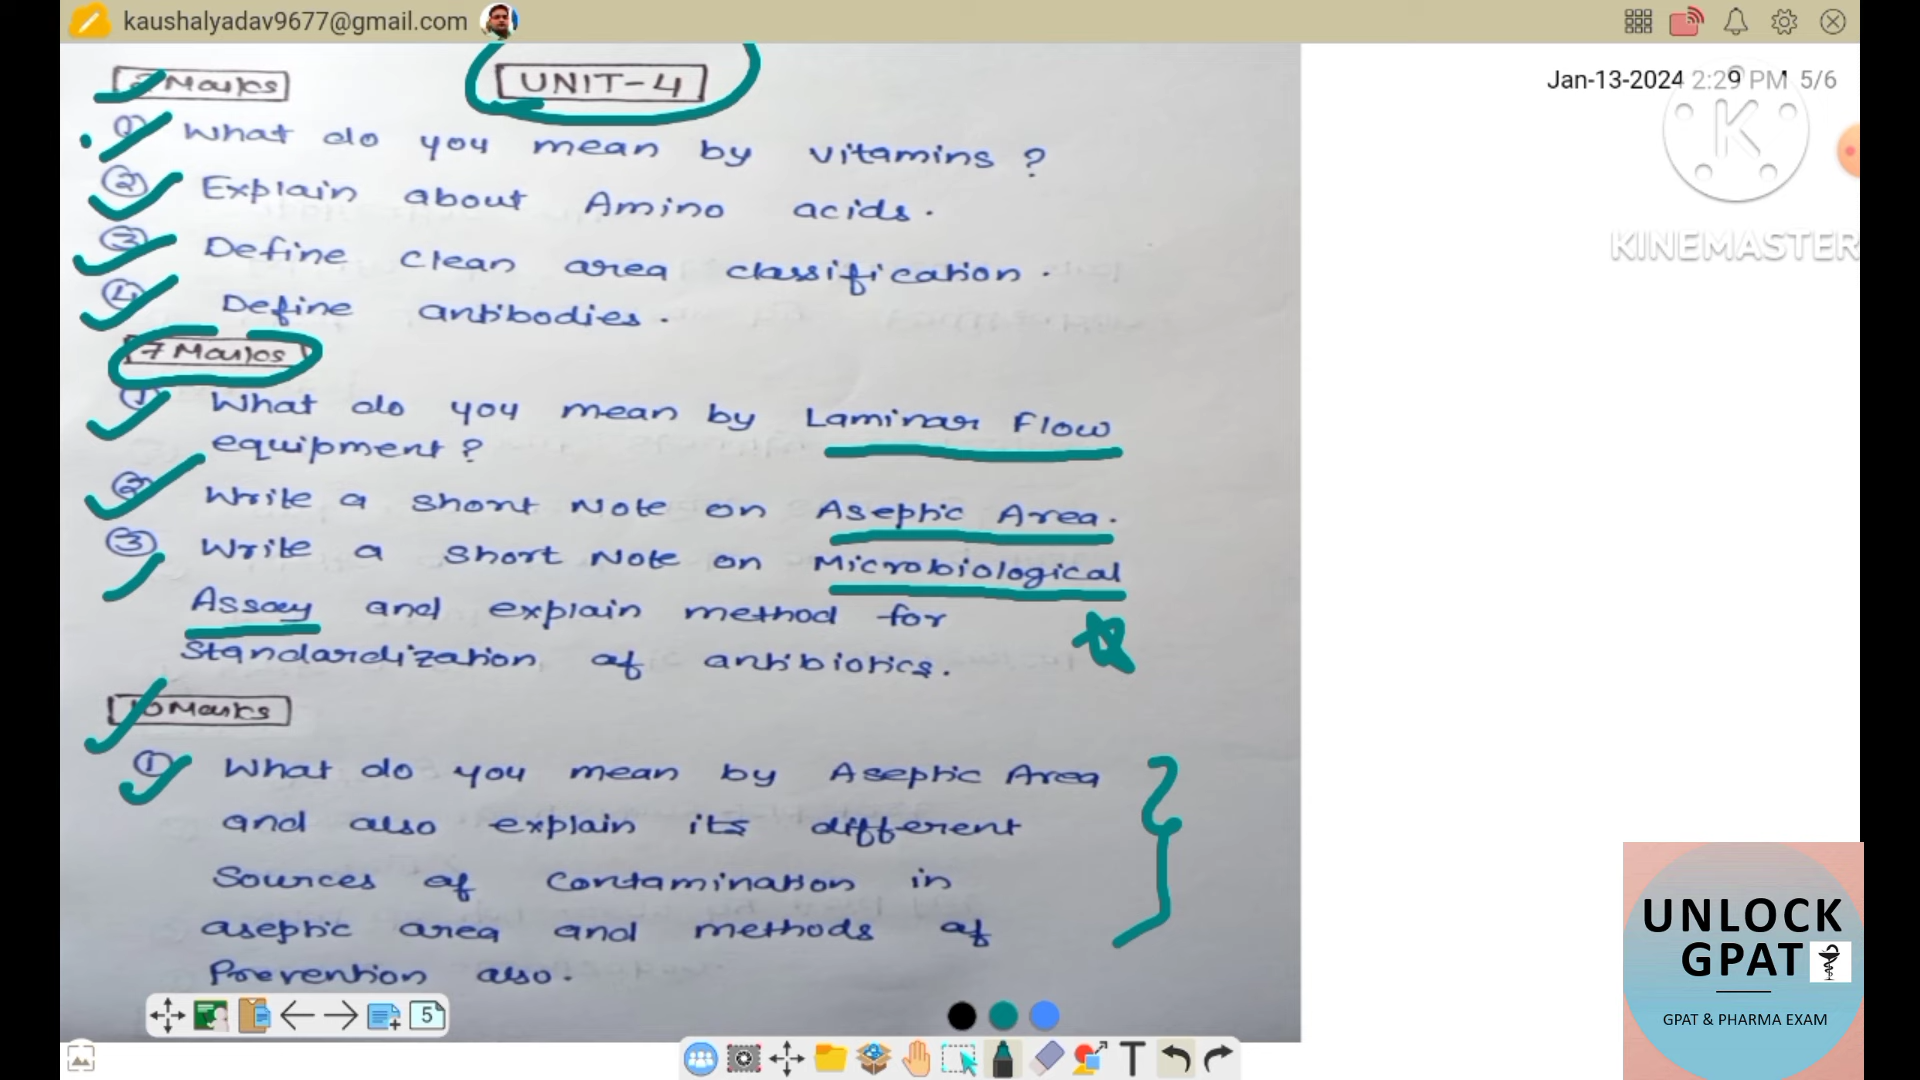 kaushalyadav9677@gmail.com
Jan-13-2024 2:29 PM 5/6
K
KINEMASTER
UNIT-4
2 Marks
① What do you mean by vitamins ?
② Explain about Amino acids.
③ Define clean area classification.
④ Define antibodies.
7 Marks
① What do you mean by Laminar Flow
equipment ?
② Write a short Note on Aseptic Area.
③ Write a short Note on Microbiological
Assay and explain method for
Standardization of antibiotics.
10 Marks
① What do you mean by Aseptic Area
and also explain its different
Sources of Contamination in
aseptic area and methods of
Prevention also.
5
T
UNLOCK
GPAT
GPAT & PHARMA EXAM